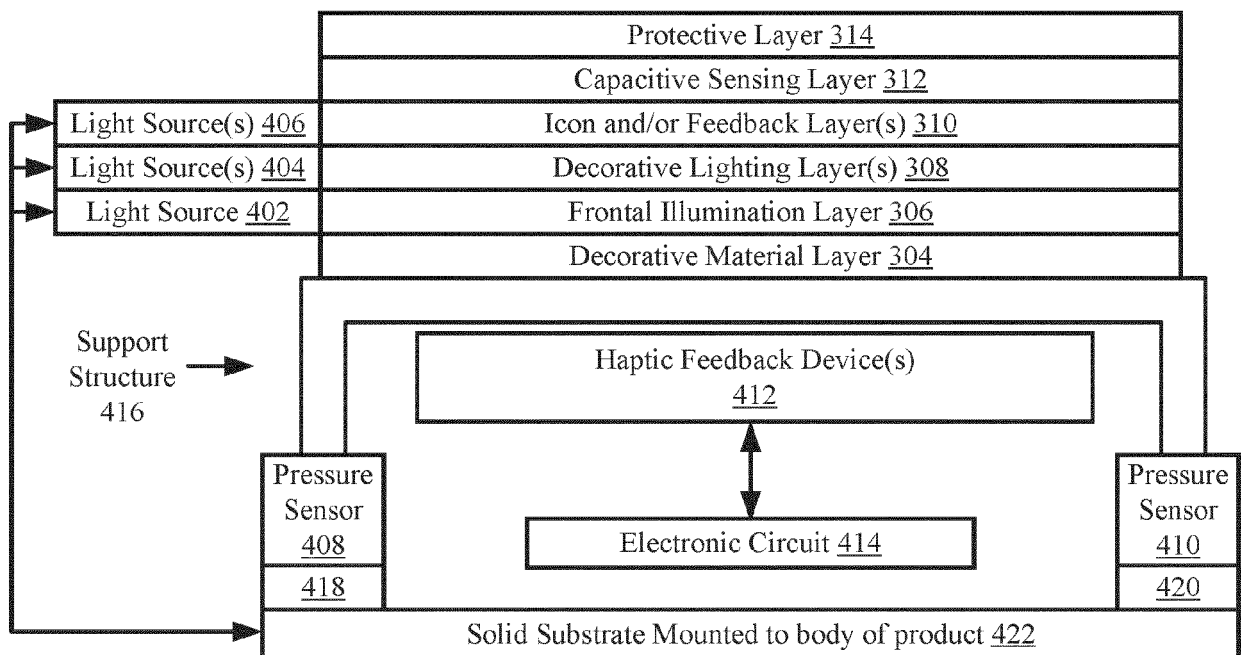 Protective Layer 314
Capacitive Sensing Layer 312
Light Source(s) 406
Icon and/or Feedback Layer(s) 310
Light Source(s) 404
Decorative Lighting Layer(s) 308
Light Source 402
Frontal Illumination Layer 306
Decorative Material Layer 304
Support
Structure
416
Haptic Feedback Device(s)
412
Pressure
Sensor
408
Electronic Circuit 414
Pressure
Sensor
410
418
420
Solid Substrate Mounted to body of product 422